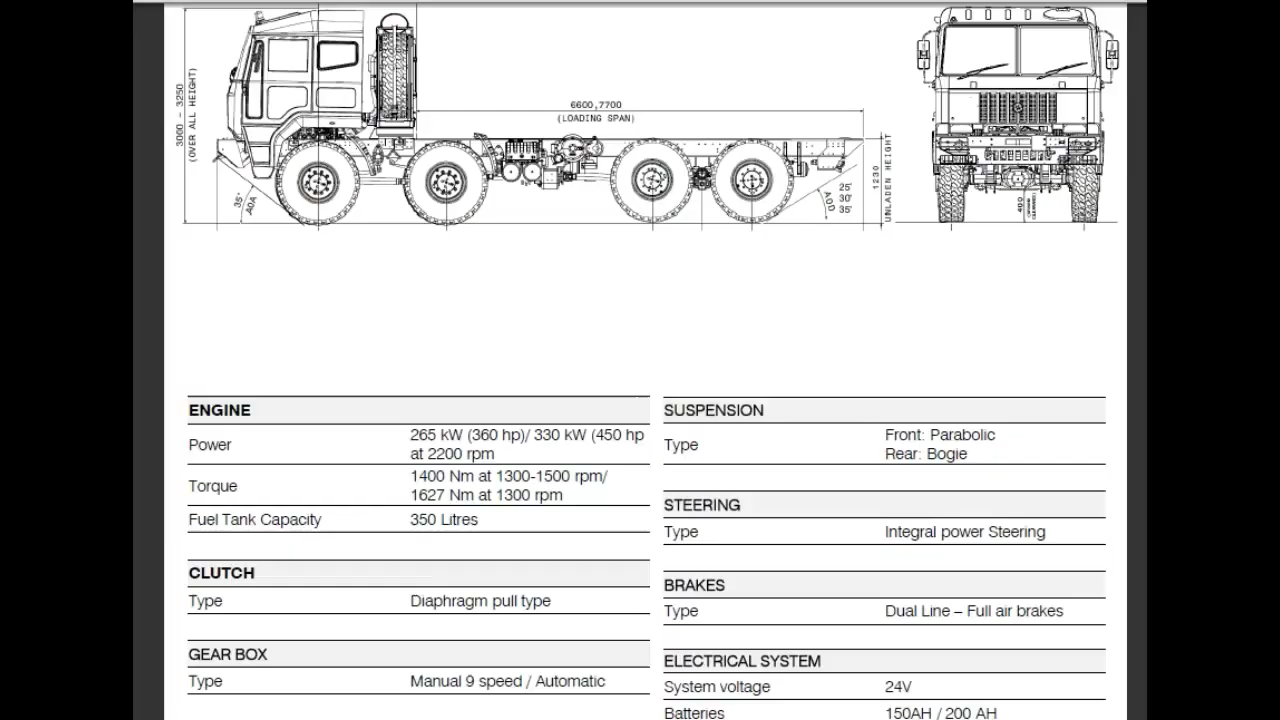 6600,7700
(LOADING SPAN)
3000 - 3250
(OVER ALL HEIGHT)
35°
AOA
25°
30°
35°
AOD
1230
UNLADEN HEIGHT
400
ENGINE
Power 265 kW (360 hp)/ 330 kW (450 hp
at 2200 rpm
Torque 1400 Nm at 1300-1500 rpm/
1627 Nm at 1300 rpm
Fuel Tank Capacity 350 Litres
CLUTCH
Type Diaphragm pull type
GEAR BOX
Type Manual 9 speed / Automatic
SUSPENSION
Type Front: Parabolic
Rear: Bogie
STEERING
Type Integral power Steering
BRAKES
Type Dual Line – Full air brakes
ELECTRICAL SYSTEM
System voltage 24V
Batteries 150AH / 200 AH